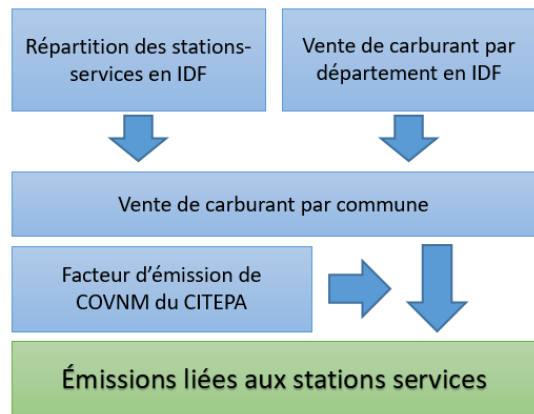 Répartition des stations-
services en IDF
Vente de carburant par
département en IDF
Vente de carburant par commune
Facteur d'émission de
COVNM du CITEPA
Émissions liées aux stations services